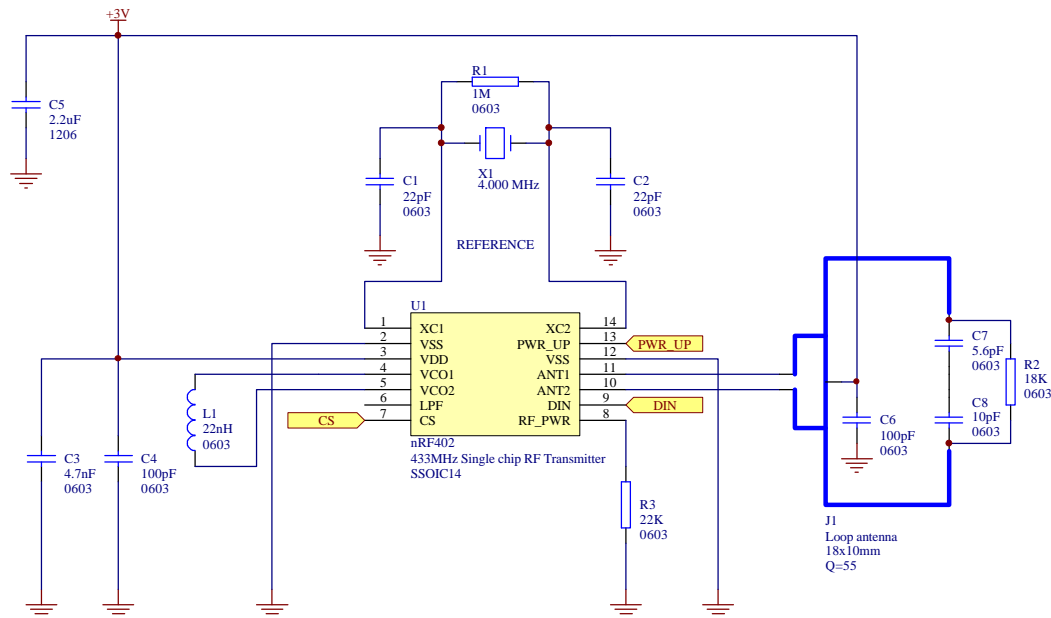 +3V
R1
1M
0603
C5
2.2uF
1206
X1
4.000 MHz
C1
22pF
0603
C2
22pF
0603
REFERENCE
U1
1
XC1
2
VSS
3
VDD
4
VCO1
5
VCO2
6
LPF
7
CS
XC2
14
PWR_UP
13
VSS
12
ANT1
11
ANT2
10
DIN
9
RF_PWR
8
PWR_UP
DIN
CS
nRF402
433MHz Single chip RF Transmitter
SSOIC14
L1
22nH
0603
C3
4.7nF
0603
C4
100pF
0603
R3
22K
0603
C7
5.6pF
0603
R2
18K
0603
C8
10pF
0603
C6
100pF
0603
J1
Loop antenna
18x10mm
Q=55